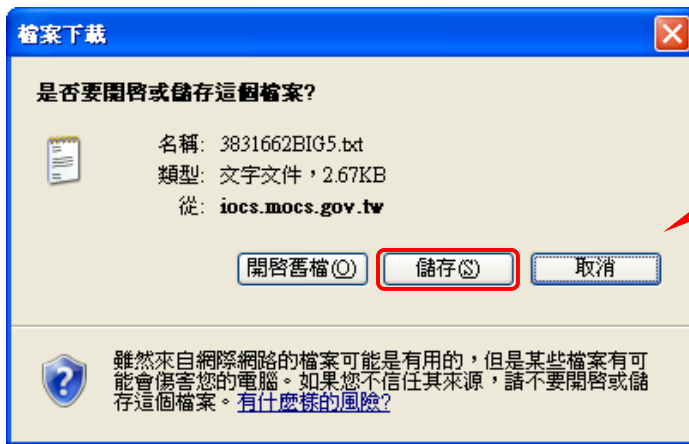 檔案下載
是否要開啓或儲存這個檔案?
名稱: 3831662BIG5.txt
類型: 文字文件，2.67KB
從: iocs.mocs.gov.tw
開啓舊檔(O) 儲存(S) 取消
雖然來自網際網路的檔案可能是有用的，但是某些檔案有可
能會傷害您的電腦。如果您不信任其來源，請不要開啓或儲
存這個檔案。有什麼樣的風險?